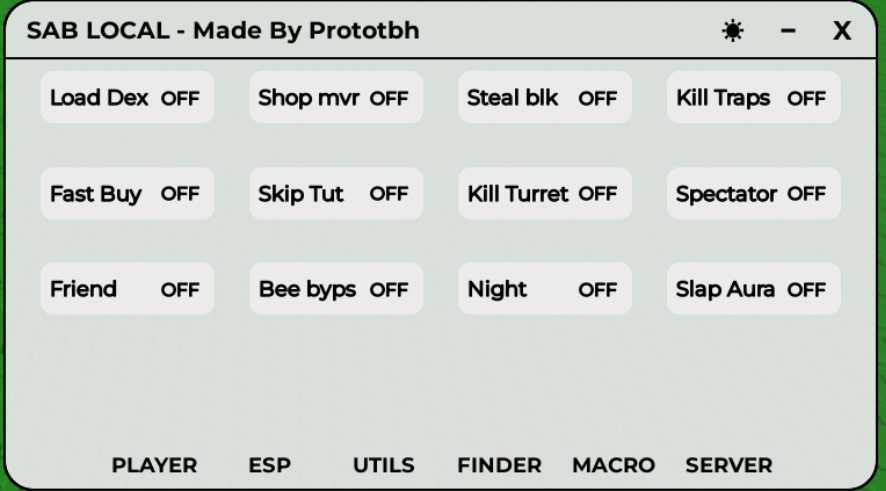 SAB LOCAL - Made By Prototbh - X
Load Dex OFF Shop mvr OFF Steal blk OFF Kill Traps OFF
Fast Buy OFF Skip Tut OFF Kill Turret OFF Spectator OFF
Friend OFF Bee byps OFF Night OFF Slap Aura OFF
PLAYER ESP UTILS FINDER MACRO SERVER